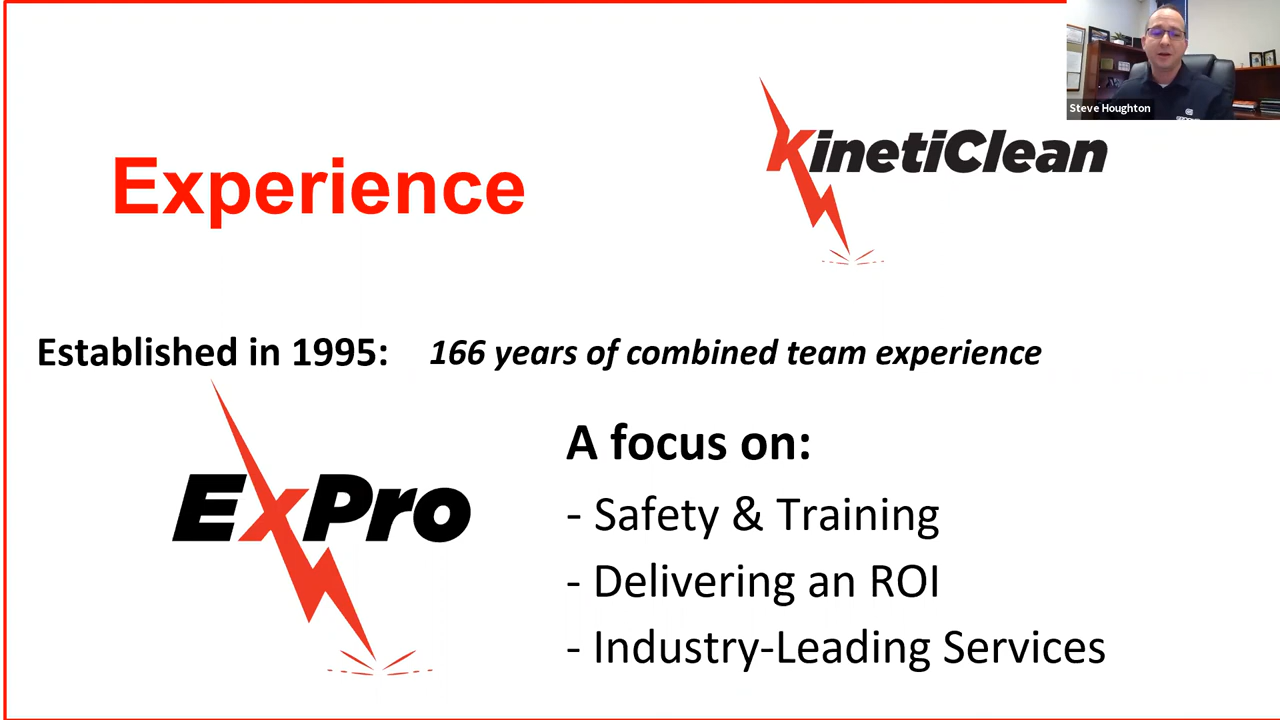 Steve Houghton
KinetiClean
Experience
Established in 1995: 166 years of combined team experience
ExPro
A focus on:
- Safety & Training
- Delivering an ROI
- Industry-Leading Services